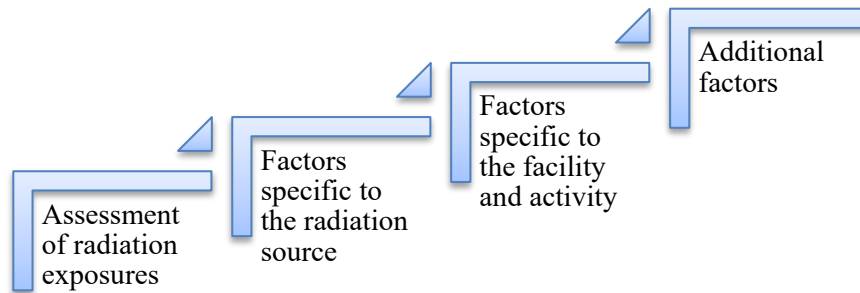 Assessment
of radiation
exposures
Factors
specific to
the radiation
source
Factors
specific to
the facility
and activity
Additional
factors